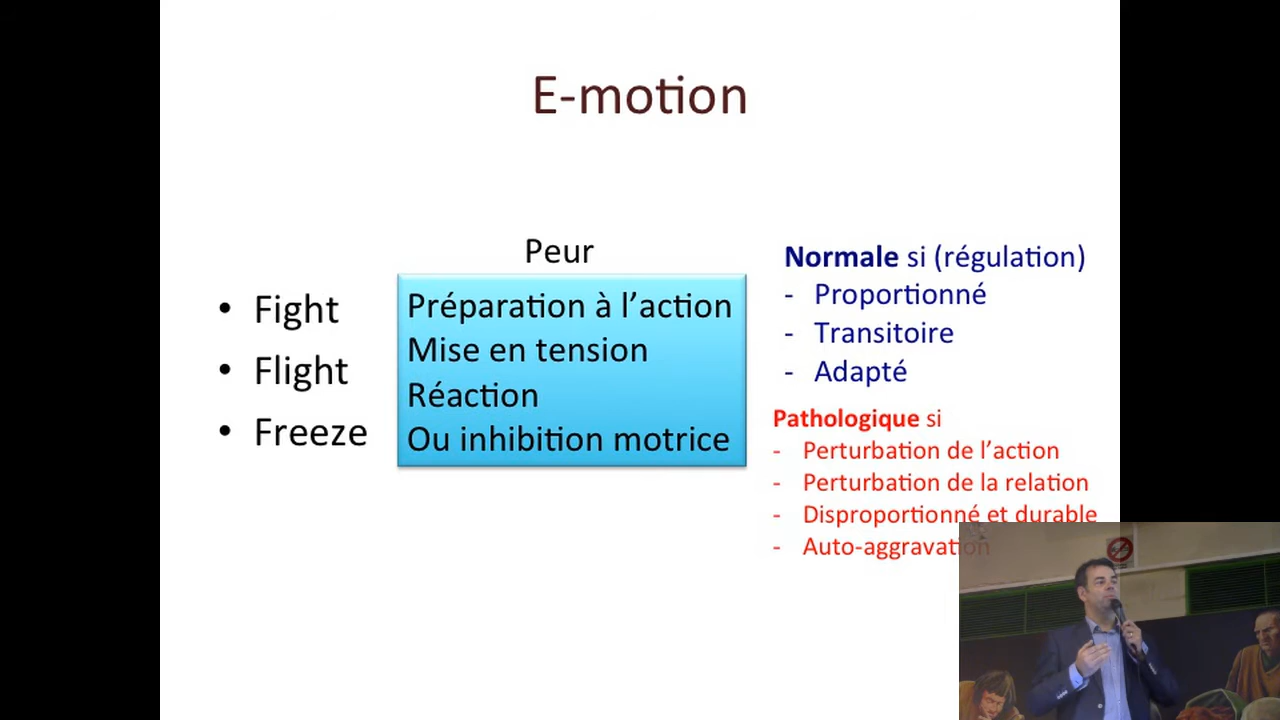 E-motion
Peur
• Fight
• Flight
• Freeze
Préparation à l’action
Mise en tension
Réaction
Ou inhibition motrice
Normale si (régulation)
- Proportionné
- Transitoire
- Adapté
Pathologique si
- Perturbation de l’action
- Perturbation de la relation
- Disproportionné et durable
- Auto-aggravation